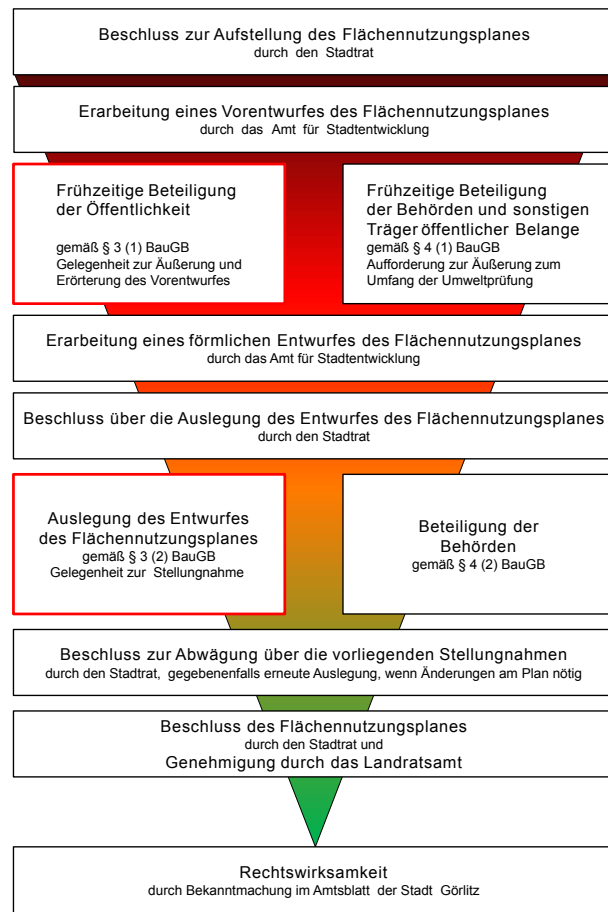 Beschluss zur Aufstellung des Flächennutzungsplanes
durch den Stadtrat
Erarbeitung eines Vorentwurfes des Flächennutzungsplanes
durch das Amt für Stadtentwicklung
Frühzeitige Beteiligung
der Öffentlichkeit
gemäß § 3 (1) BauGB
Gelegenheit zur Äußerung und
Erörterung des Vorentwurfes
Frühzeitige Beteiligung
der Behörden und sonstigen
Träger öffentlicher Belange
gemäß § 4 (1) BauGB
Aufforderung zur Äußerung zum
Umfang der Umweltprüfung
Erarbeitung eines förmlichen Entwurfes des Flächennutzungsplanes
durch das Amt für Stadtentwicklung
Beschluss über die Auslegung des Entwurfes des Flächennutzungsplanes
durch den Stadtrat
Auslegung des Entwurfes
des Flächennutzungsplanes
gemäß § 3 (2) BauGB
Gelegenheit zur Stellungnahme
Beteiligung der
Behörden
gemäß § 4 (2) BauGB
Beschluss zur Abwägung über die vorliegenden Stellungnahmen
durch den Stadtrat, gegebenenfalls erneute Auslegung, wenn Änderungen am Plan nötig
Beschluss des Flächennutzungsplanes
durch den Stadtrat und
Genehmigung durch das Landratsamt
Rechtswirksamkeit
durch Bekanntmachung im Amtsblatt der Stadt Görlitz